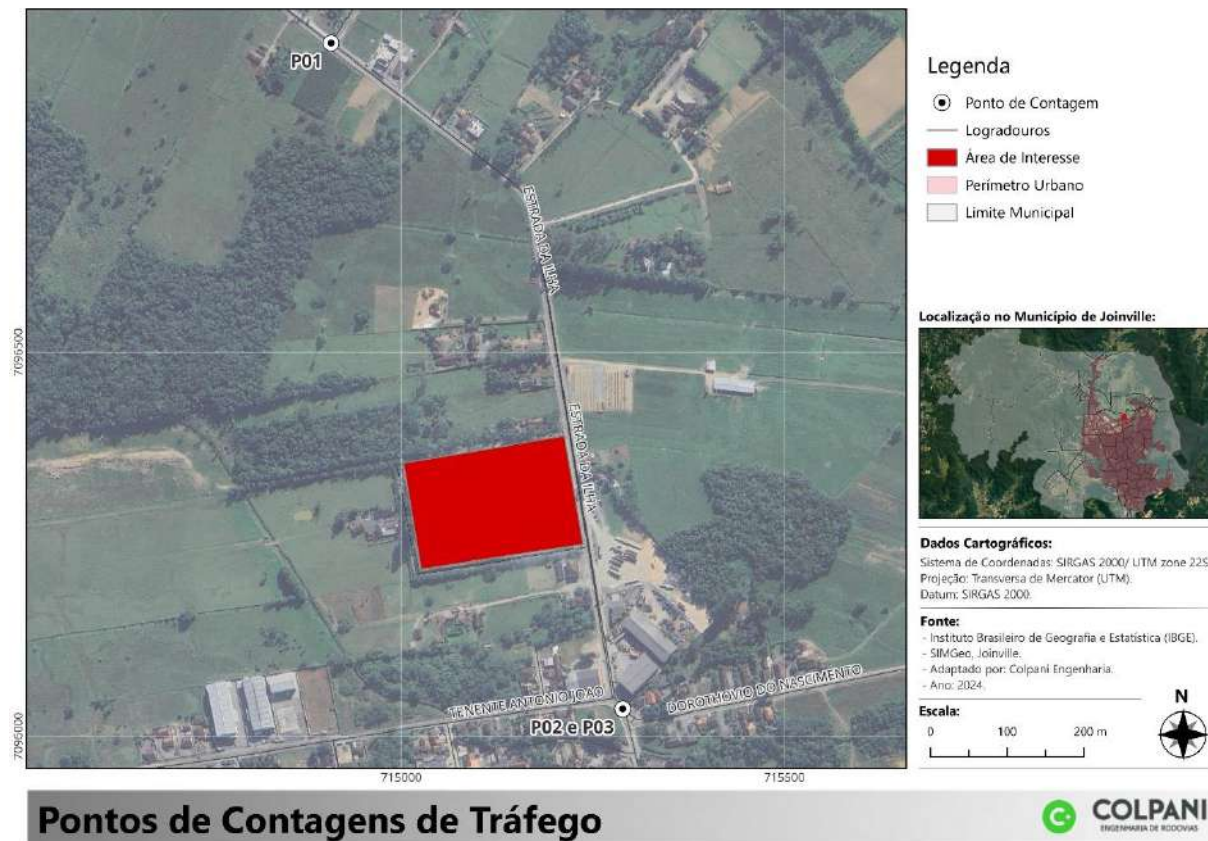 P01
ESTRADA DA ILHA
ESTRADA DA ILHA
TENENTE ANTONIO JOAO
DOROTHOVIO DO NASCIMENTO
P02 e P03
7096500
7096000
715000
715500
Legenda
Ponto de Contagem
Logradouros
Área de Interesse
Perímetro Urbano
Limite Municipal
Localização no Município de Joinville:
Dados Cartográficos:
Sistema de Coordenadas: SIRGAS 2000/ UTM zone 22S
Projeção: Transversa de Mercator (UTM).
Datum: SIRGAS 2000.
Fonte:
- Instituto Brasileiro de Geografia e Estatística (IBGE).
- SIMGeo, Joinville.
- Adaptado por: Colpani Engenharia.
- Ano: 2024.
Escala:
0 100 200 m
N
Pontos de Contagens de Tráfego
COLPANI
ENGENHARIA DE RODOVIAS